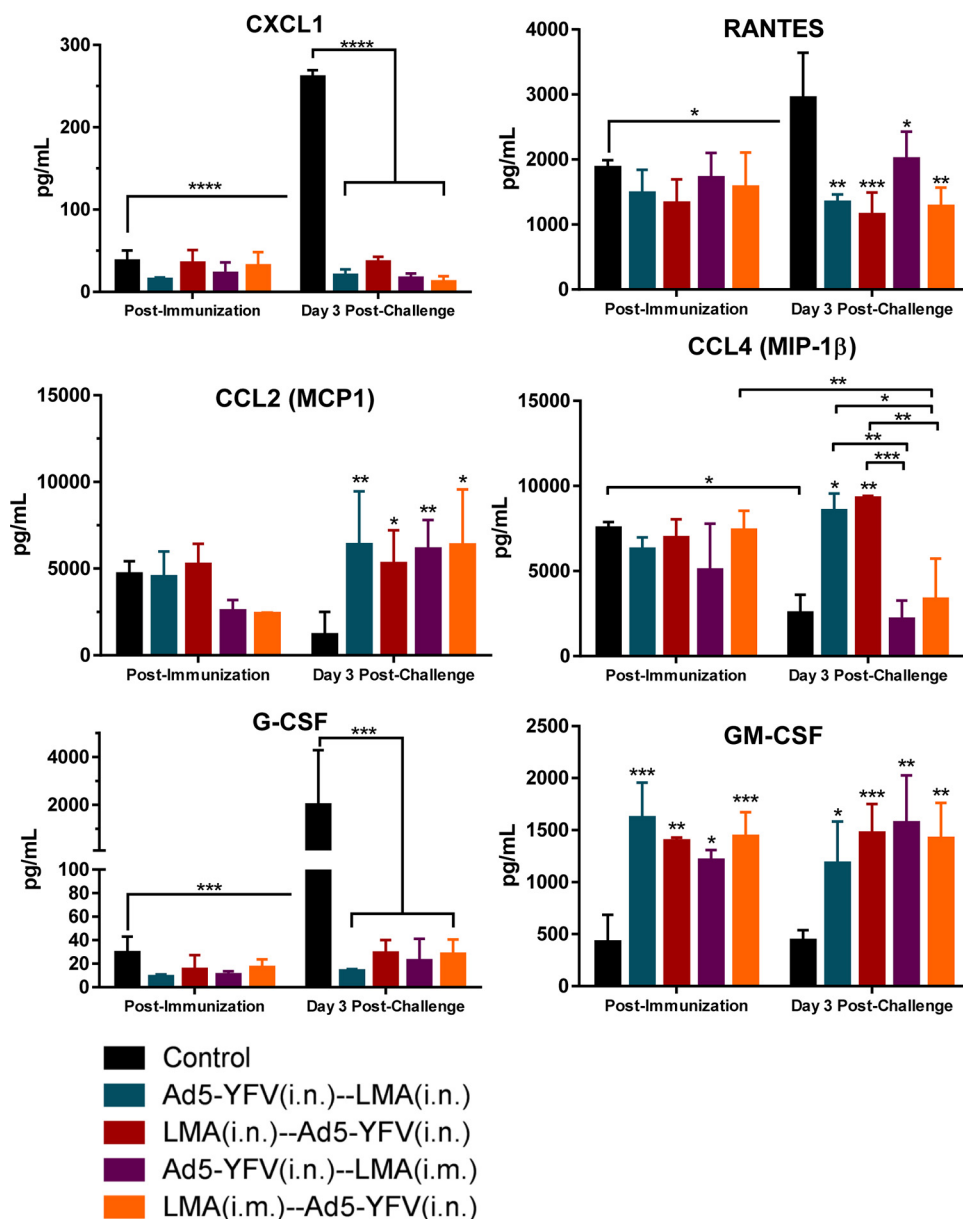 CXCL1
300
200
100
0
pg/mL
****
****
Post-Immunization
Day 3 Post-Challenge
RANTES
4000
3000
2000
1000
0
pg/mL
*
**
***
*
**
Post-Immunization
Day 3 Post-Challenge
CCL2 (MCP1)
15000
10000
5000
0
pg/mL
**
*
**
*
Post-Immunization
Day 3 Post-Challenge
CCL4 (MIP-1β)
15000
10000
5000
0
pg/mL
**
*
**
**
***
*
*
**
Post-Immunization
Day 3 Post-Challenge
G-CSF
4000
2000
100
80
60
40
20
0
pg/mL
***
***
Post-Immunization
Day 3 Post-Challenge
GM-CSF
2500
2000
1500
1000
500
0
pg/mL
***
**
*
***
*
***
**
**
Post-Immunization
Day 3 Post-Challenge
Control
Ad5-YFV(i.n.)--LMA(i.n.)
LMA(i.n.)--Ad5-YFV(i.n.)
Ad5-YFV(i.n.)--LMA(i.m.)
LMA(i.m.)--Ad5-YFV(i.n.)